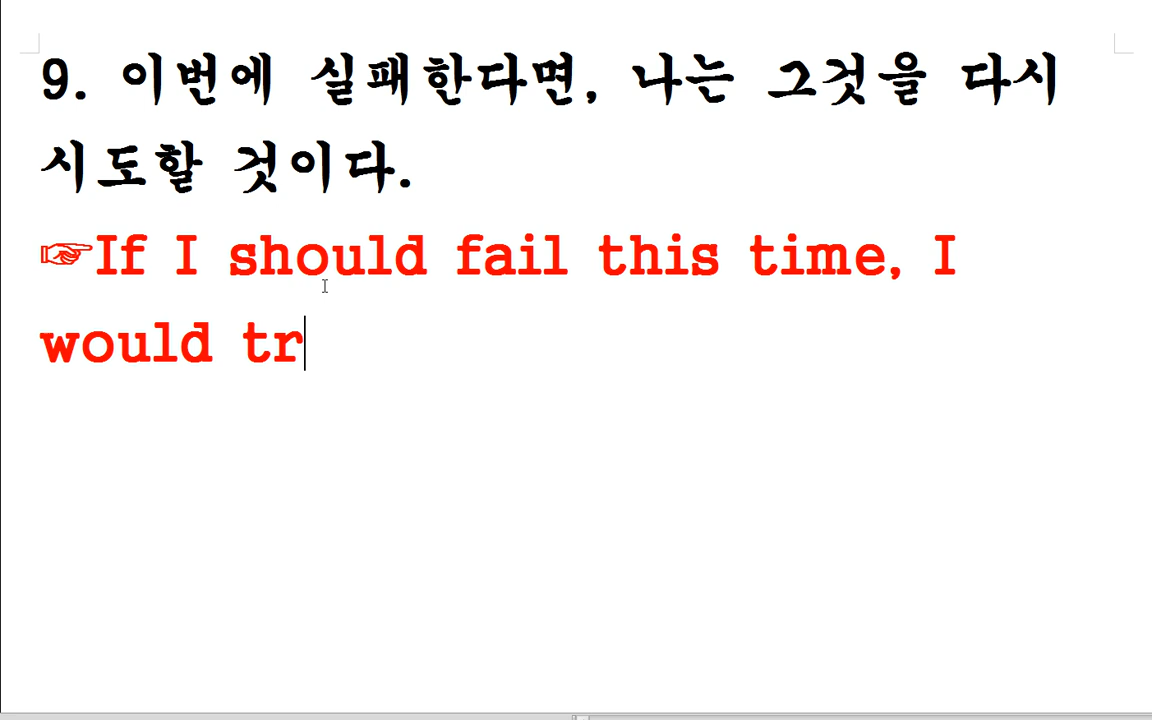 9. 이번에 실패한다면, 나는 그것을 다시
시도할 것이다.
☞If I should fail this time, I
would tr